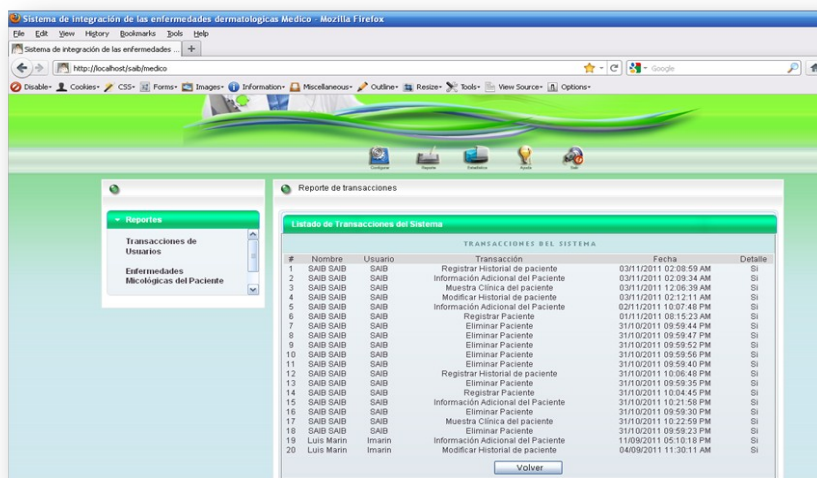 Sistema de integración de las enfermedades dermatologicas Medico - Mozilla Firefox
File Edit View History Bookmarks Tools Help
Sistema de integración de las enfermedades ...
http://localhost/saib/medico
Google
Disable Cookies CSS Forms Images Information Miscellaneous Outline Resize Tools View Source Options
Configurar Reporte Estadística Ayuda Salir
Reporte de transacciones
Reportes
Transacciones de
Usuarios
Enfermedades
Micológicas del Paciente
Listado de Transacciones del Sistema
TRANSACCIONES DEL SISTEMA
# Nombre Usuario Transacción Fecha Detalle
1 SAIB SAIB SAIB Registrar Historial de paciente 03/11/2011 02:08:59 AM Si
2 SAIB SAIB SAIB Información Adicional del Paciente 03/11/2011 02:09:34 AM Si
3 SAIB SAIB SAIB Muestra Clínica del paciente 03/11/2011 12:06:39 AM Si
4 SAIB SAIB SAIB Modificar Historial de paciente 03/11/2011 02:12:11 AM Si
5 SAIB SAIB SAIB Información Adicional del Paciente 02/11/2011 10:07:48 PM Si
6 SAIB SAIB SAIB Registrar Paciente 01/11/2011 08:15:23 AM Si
7 SAIB SAIB SAIB Eliminar Paciente 31/10/2011 09:59:44 PM Si
8 SAIB SAIB SAIB Eliminar Paciente 31/10/2011 09:59:47 PM Si
9 SAIB SAIB SAIB Eliminar Paciente 31/10/2011 09:59:52 PM Si
10 SAIB SAIB SAIB Eliminar Paciente 31/10/2011 09:59:56 PM Si
11 SAIB SAIB SAIB Eliminar Paciente 31/10/2011 09:59:40 PM Si
12 SAIB SAIB SAIB Registrar Historial de paciente 31/10/2011 10:06:48 PM Si
13 SAIB SAIB SAIB Eliminar Paciente 31/10/2011 09:59:35 PM Si
14 SAIB SAIB SAIB Registrar Paciente 31/10/2011 10:04:45 PM Si
15 SAIB SAIB SAIB Información Adicional del Paciente 31/10/2011 10:21:58 PM Si
16 SAIB SAIB SAIB Eliminar Paciente 31/10/2011 09:59:30 PM Si
17 SAIB SAIB SAIB Muestra Clínica del paciente 31/10/2011 10:22:59 PM Si
18 SAIB SAIB SAIB Eliminar Paciente 31/10/2011 09:59:23 PM Si
19 Luis Marin lmarin Información Adicional del Paciente 11/09/2011 05:10:18 PM Si
20 Luis Marin lmarin Modificar Historial de paciente 04/09/2011 11:30:11 AM Si
Volver